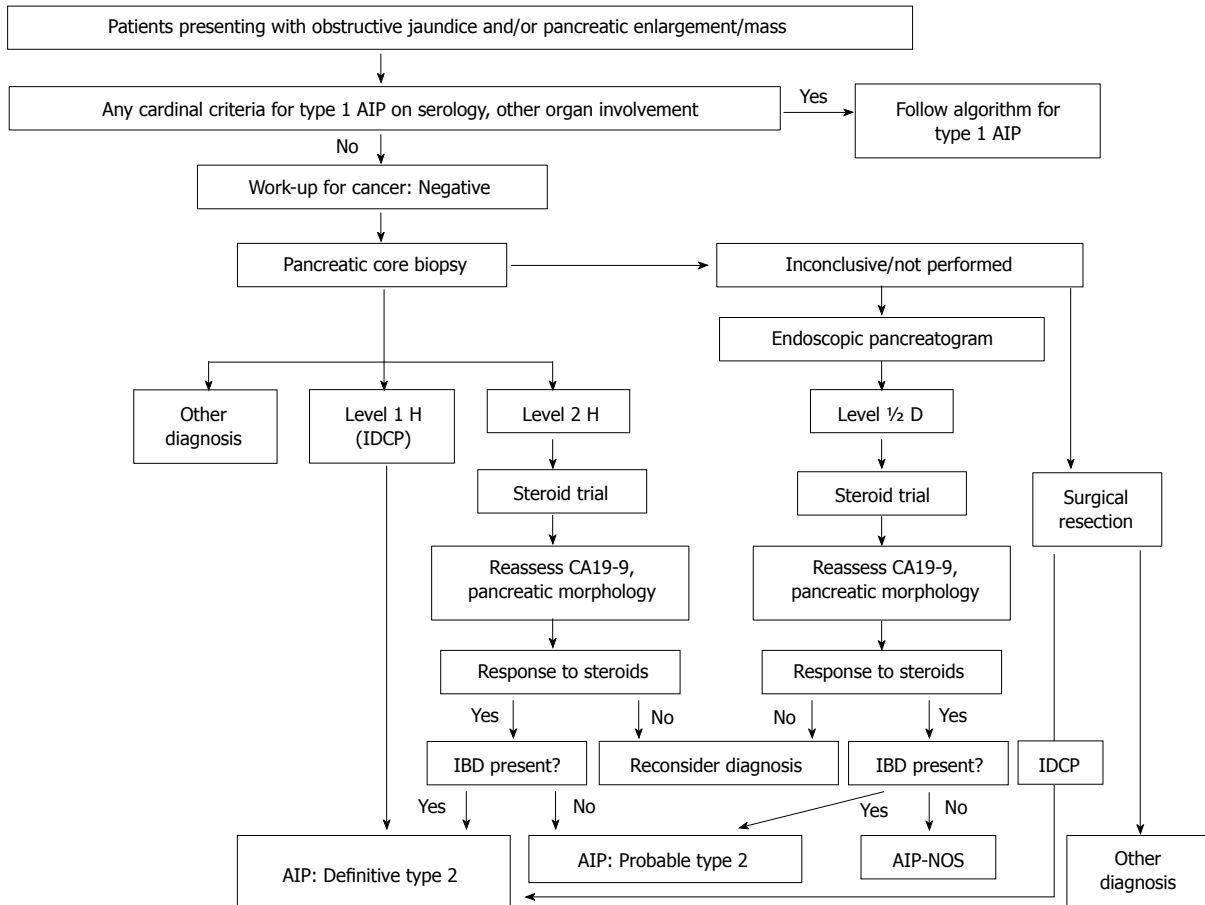 Patients presenting with obstructive jaundice and/or pancreatic enlargement/mass
Any cardinal criteria for type 1 AIP on serology, other organ involvement
Yes
Follow algorithm for
type 1 AIP
No
Work-up for cancer: Negative
Pancreatic core biopsy
Inconclusive/not performed
Endoscopic pancreatogram
Other
diagnosis
Level 1 H
(IDCP)
Level 2 H
Level ½ D
Steroid trial
Steroid trial
Surgical
resection
Reassess CA19-9,
pancreatic morphology
Reassess CA19-9,
pancreatic morphology
Response to steroids
Response to steroids
Yes
No
No
Yes
IBD present?
Reconsider diagnosis
IBD present?
IDCP
Yes
No
Yes
No
AIP: Definitive type 2
AIP: Probable type 2
AIP-NOS
Other
diagnosis